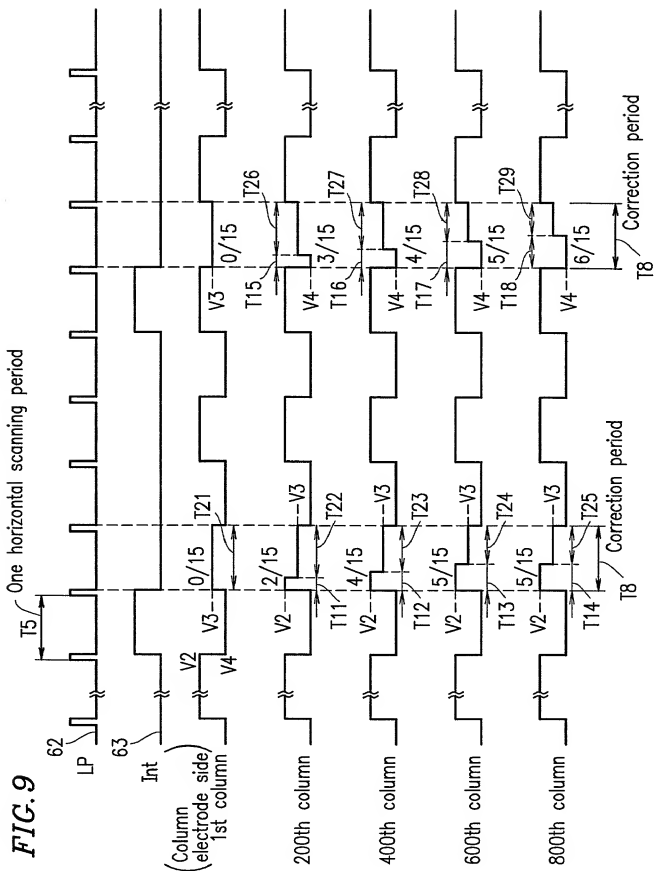 FIG. 9
T5 One horizontal scanning period
62
LP
63
Int
(Column electrode side)
1st column
V2
V4
V3
0/15
T21
V3
0/15
T26
200th column
V2
2/15
V3
T11
T22
T15
V4
3/15
T27
400th column
V2
4/15
T12
T23
T16
V4
4/15
T28
600th column
V2
5/15
V3
T13
T24
T17
V4
5/15
T29
800th column
V2
5/15
V3
T14
T25
T18
V4
6/15
T8
Correction period
T8
Correction period